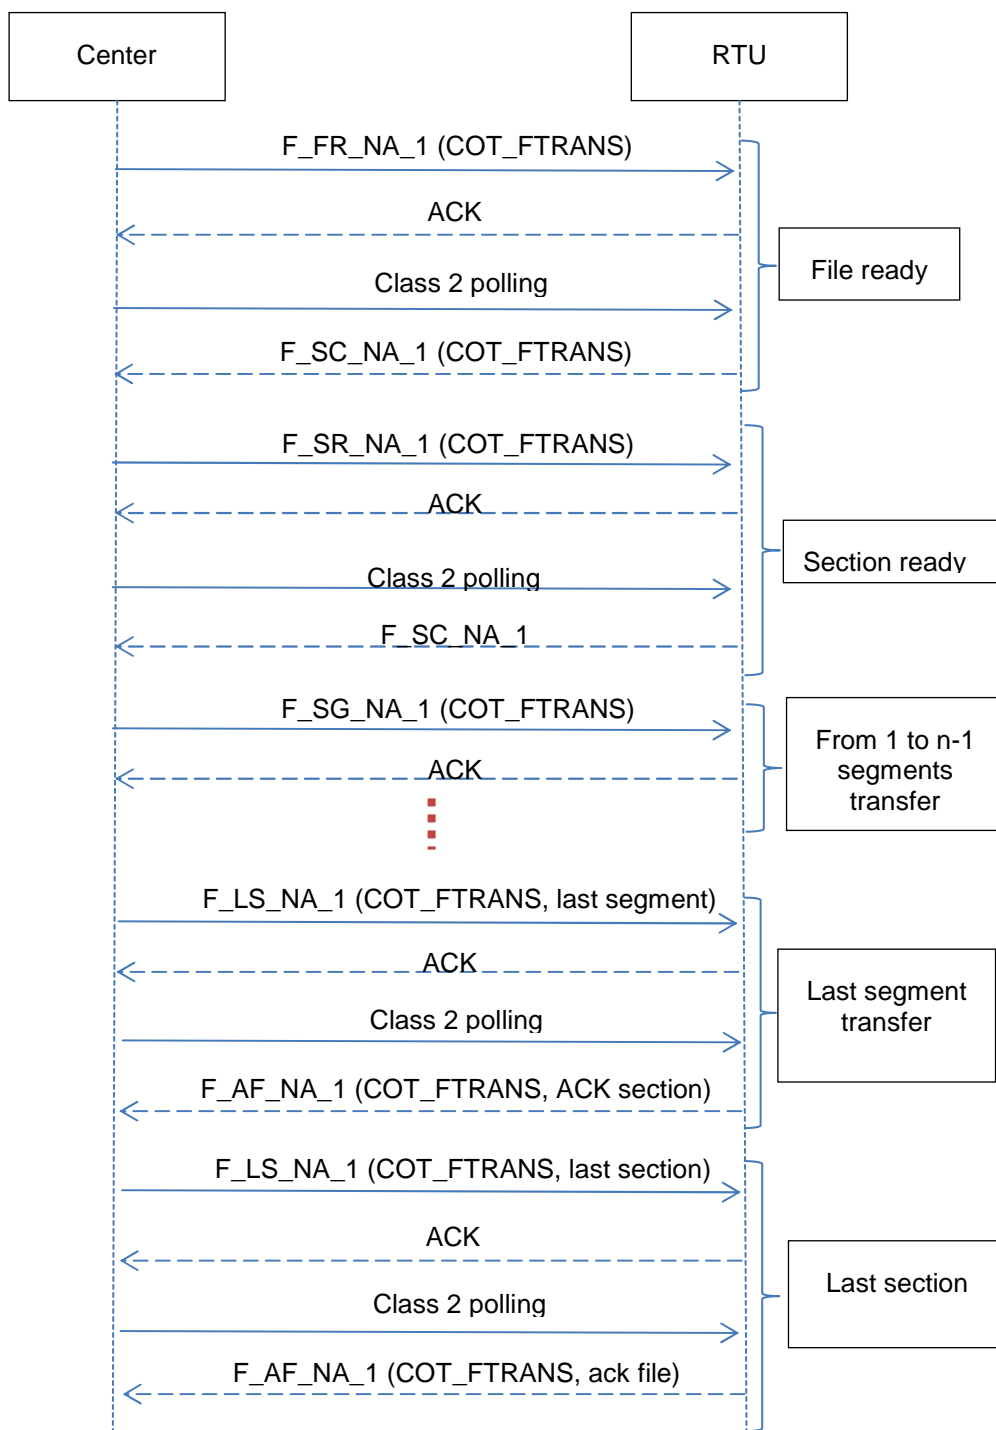 Center
RTU
F_FR_NA_1 (COT_FTRANS)
ACK
Class 2 polling
F_SC_NA_1 (COT_FTRANS)
File ready
F_SR_NA_1 (COT_FTRANS)
ACK
Class 2 polling
F_SC_NA_1
Section ready
F_SG_NA_1 (COT_FTRANS)
ACK
From 1 to n-1
segments
transfer
F_LS_NA_1 (COT_FTRANS, last segment)
ACK
Class 2 polling
F_AF_NA_1 (COT_FTRANS, ACK section)
Last segment
transfer
F_LS_NA_1 (COT_FTRANS, last section)
ACK
Class 2 polling
F_AF_NA_1 (COT_FTRANS, ack file)
Last section